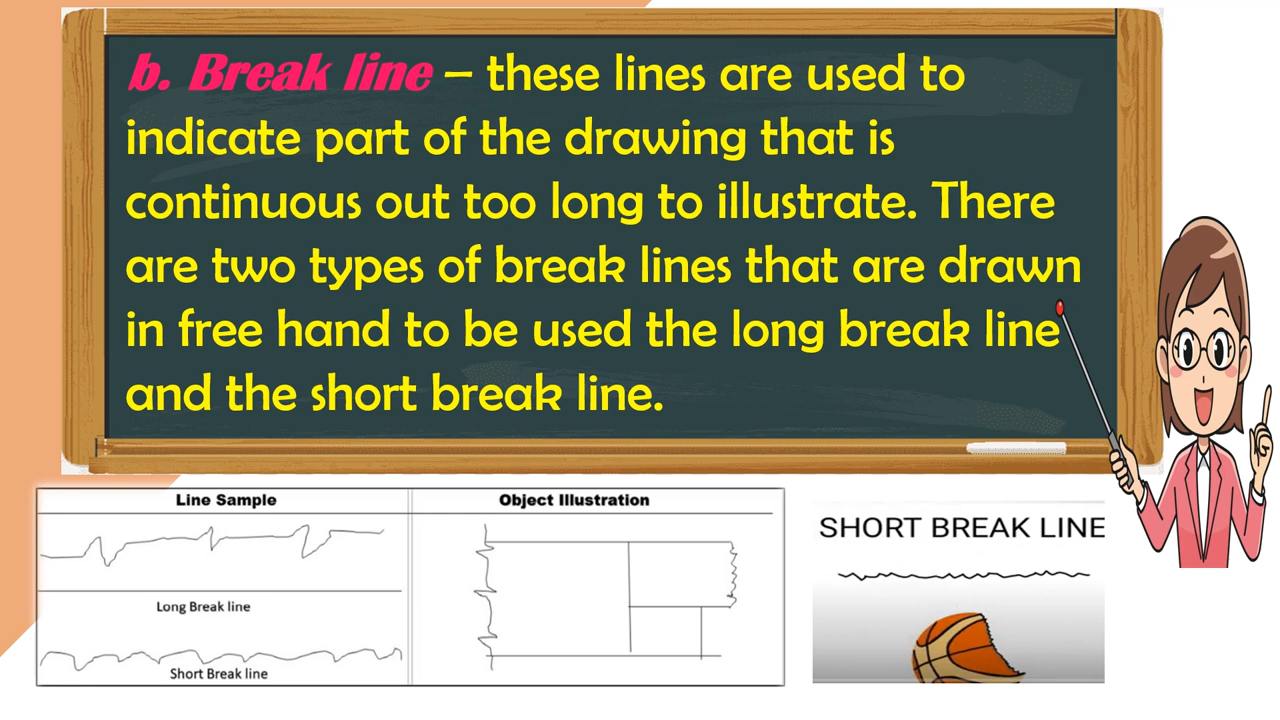 b. Break line – these lines are used to
indicate part of the drawing that is
continuous out too long to illustrate. There
are two types of break lines that are drawn
in free hand to be used the long break line
and the short break line.
Line Sample
Object Illustration
Long Break line
Short Break line
SHORT BREAK LINE